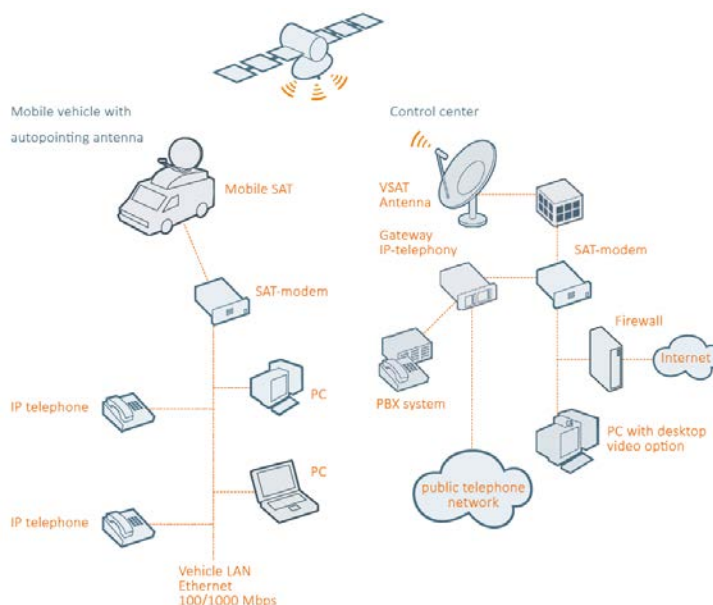 Mobile vehicle with
autopointing antenna
Mobile SAT
SAT-modem
IP telephone
PC
IP telephone
PC
Vehicle LAN
Ethernet
100/1000 Mbps
Control center
VSAT
Antenna
Gateway
IP-telephony
SAT-modem
Firewall
Internet
PBX system
PC with desktop
video option
public telephone
network